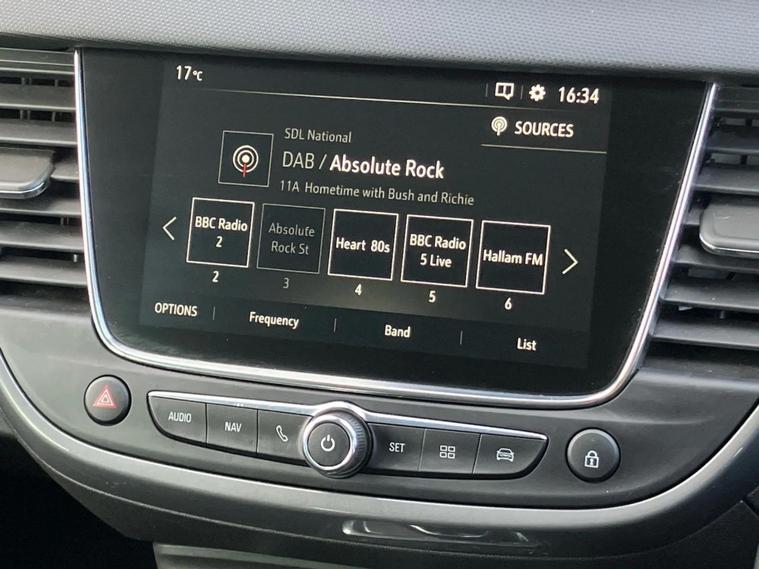 17°C
16:34
SOURCES
SDL National
DAB / Absolute Rock
11A Hometime with Bush and Richie
BBC Radio
2
Absolute
Rock St
Heart 80s
BBC Radio
5 Live
Hallam FM
2
3
4
5
6
OPTIONS
Frequency
Band
List
AUDIO
NAV
SET